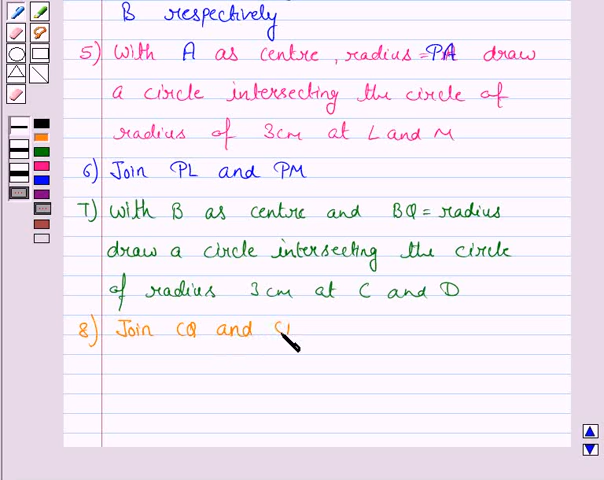 B respectively
5) With A as centre, radius = PA draw
a circle intersecting the circle of
radius of 3cm at L and M
6) Join PL and PM
7) With B as centre and BQ = radius
draw a circle intersecting the circle
of radius 3cm at C and D
8) Join CQ and